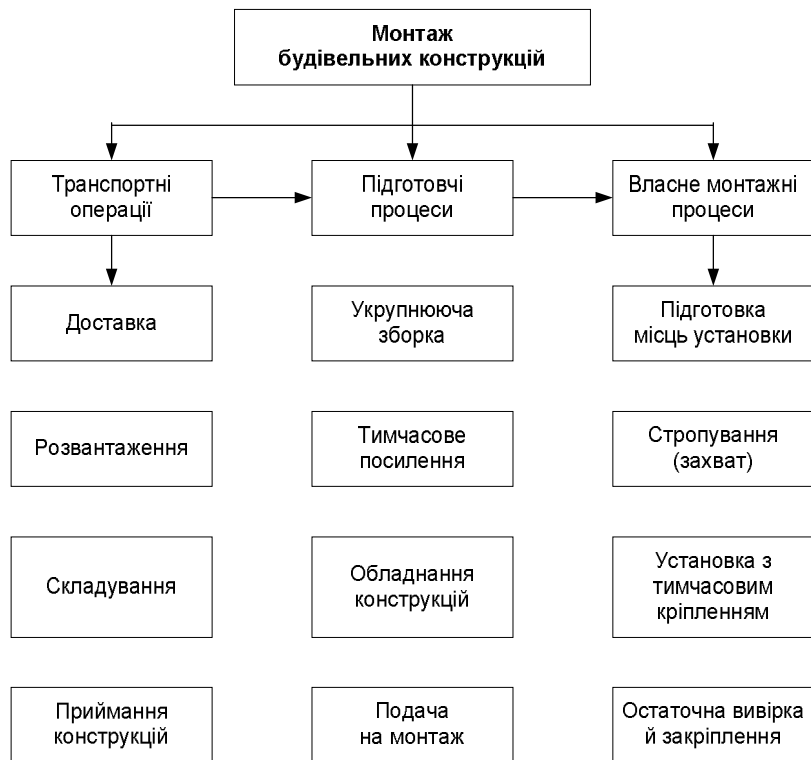 Монтаж
будівельних конструкцій
Транспортні
операції
Підготовчі
процеси
Власне монтажні
процеси
Доставка
Укрупнююча
зборка
Підготовка
місць установки
Розвантаження
Тимчасове
посилення
Стропування
(захват)
Складування
Обладнання
конструкцій
Установка з
тимчасовим
кріпленням
Приймання
конструкцій
Подача
на монтаж
Остаточна вивірка
й закріплення